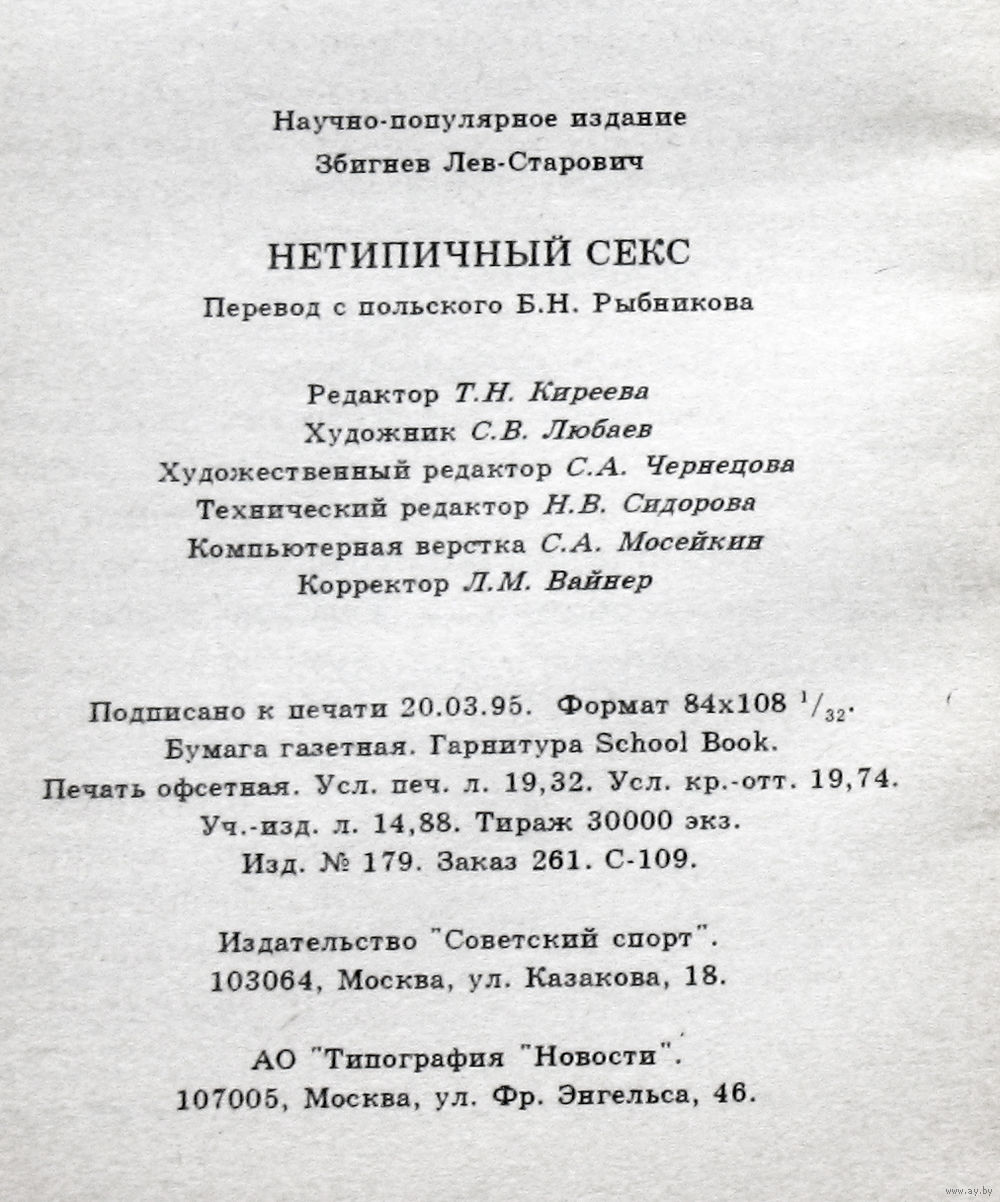 Научно-популярное издание
Збигнев Лев-Старович
НЕТИПИЧНЫЙ СЕКС
Перевод с польского Б.Н. Рыбникова
Редактор Т.Н. Киреева
Художник С.В. Любаев
Художественный редактор С.А. Чернецова
Технический редактор Н.В. Сидорова
Компьютерная верстка С.А. Мосейкин
Корректор Л.М. Вайнер
Подписано к печати 20.03.95. Формат 84х108 1/32.
Бумага газетная. Гарнитура School Book.
Печать офсетная. Усл. печ. л. 19,32. Усл. кр.-отт. 19,74.
Уч.-изд. л. 14,88. Тираж 30000 экз.
Изд. № 179. Заказ 261. С-109.
Издательство "Советский спорт".
103064, Москва, ул. Казакова, 18.
АО "Типография "Новости".
107005, Москва, ул. Фр. Энгельса, 46.
www.ay.by